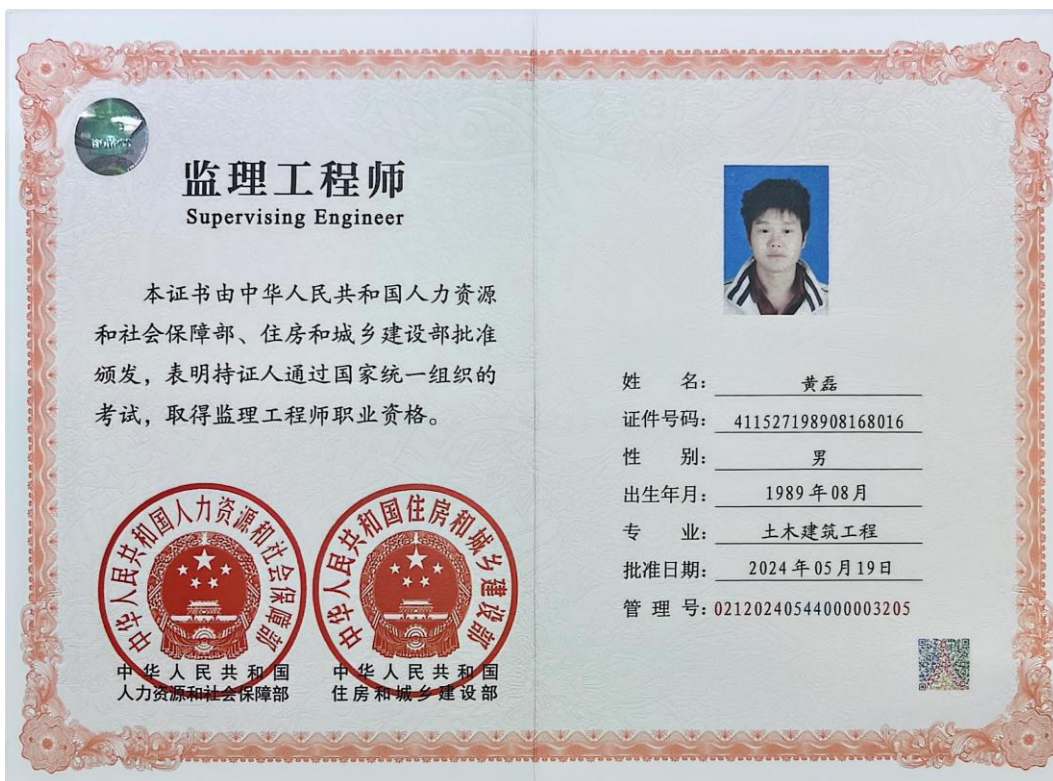 监理工程师
Supervising Engineer
本证书由中华人民共和国人力资源
和社会保障部、住房和城乡建设部批准
颁发，表明持证人通过国家统一组织的
考试，取得监理工程师职业资格。
中华人民共和国人力资源和社会保障部
中华人民共和国住房和城乡建设部
中华人民共和国
人力资源和社会保障部
中华人民共和国
住房和城乡建设部
姓 名：黄磊
证件号码：411527198908168016
性 别：男
出生年月：1989年08月
专 业：土木建筑工程
批准日期：2024年05月19日
管 理 号：02120240544000003205